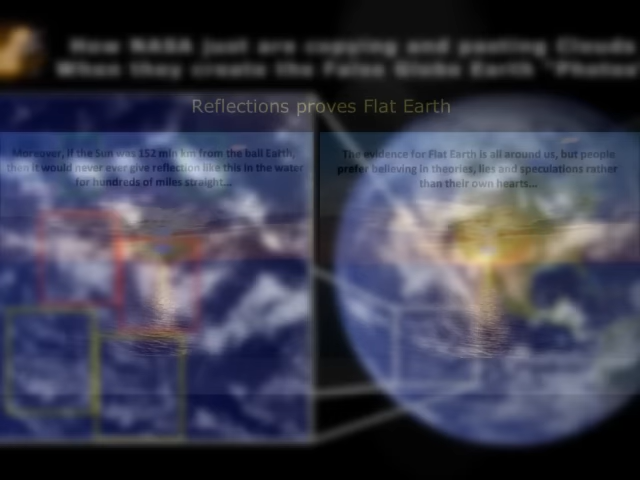 How NASA just are copying and pasting Clouds
When they create the False Globe Earth "Photos"
Reflections proves Flat Earth
Moreover, if the Sun was 152 mln km from the ball Earth,
then it would never ever give reflection like this in the water
for hundreds of miles straight...
The evidence for Flat Earth is all around us, but people
prefer believing in theories, lies and speculations rather
than their own hearts...